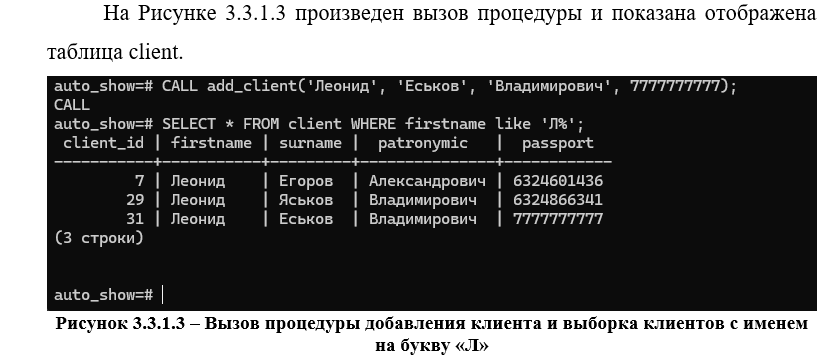 На Рисунке 3.3.1.3 произведен вызов процедуры и показана отображена
таблица client.
auto_show=# CALL add_client('Леонид', 'Еськов', 'Владимирович', 7777777777);
CALL
auto_show=# SELECT * FROM client WHERE firstname like 'Л%';
 client_id | firstname | surname |  patronymic   |  passport
-----------+-----------+---------+---------------+------------
         7 | Леонид    | Егоров  | Александрович | 6324601436
        29 | Леонид    | Яськов  | Владимирович  | 6324866341
        31 | Леонид    | Еськов  | Владимирович  | 7777777777
(3 строки)
auto_show=#
Рисунок 3.3.1.3 – Вызов процедуры добавления клиента и выборка клиентов с именем
на букву «Л»